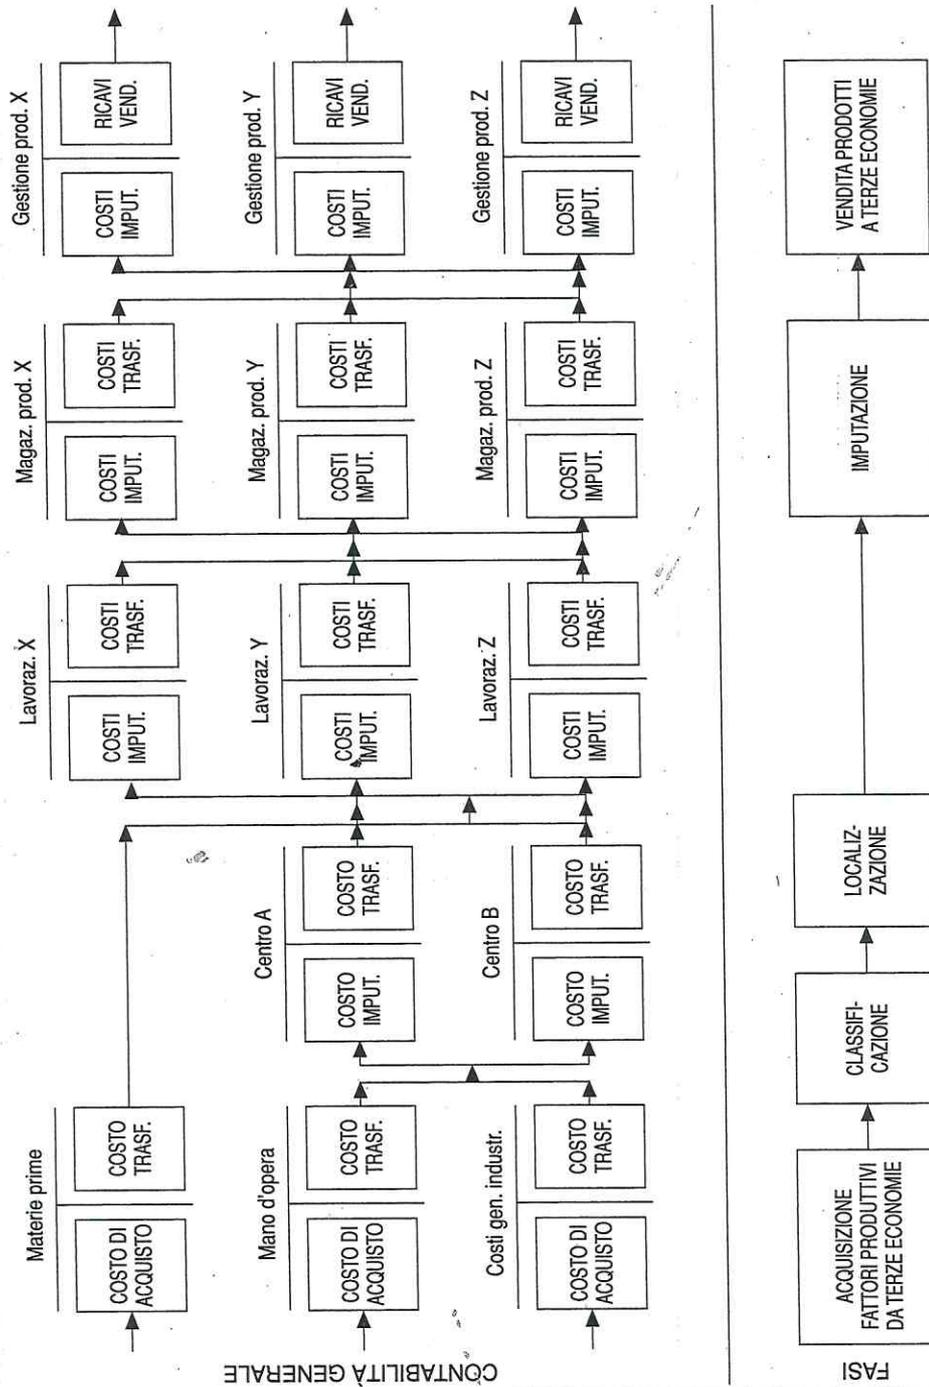 CONTABILITÀ GENERALE
Materie prime
COSTO DI
ACQUISTO
COSTO
TRASF.
Lavoraz. X
COSTI
IMPUT.
COSTI
TRASF.
Magaz. prod. X
COSTI
IMPUT.
COSTI
TRASF.
Gestione prod. X
COSTI
IMPUT.
RICAVI
VEND.
Mano d'opera
COSTO DI
ACQUISTO
COSTO
TRASF.
Centro A
COSTO
IMPUT.
COSTO
TRASF.
Lavoraz. Y
COSTI
IMPUT.
COSTI
TRASF.
Magaz. prod. Y
COSTI
IMPUT.
COSTI
TRASF.
Gestione prod. Y
COSTI
IMPUT.
RICAVI
VEND.
Costi gen. industr.
COSTO DI
ACQUISTO
COSTO
TRASF.
Centro B
COSTO
IMPUT.
COSTO
TRASF.
Lavoraz. Z
COSTI
IMPUT.
COSTI
TRASF.
Magaz. prod. Z
COSTI
IMPUT.
COSTI
TRASF.
Gestione prod. Z
COSTI
IMPUT.
RICAVI
VEND.
FASI
ACQUISIZIONE
FATTORI PRODUTTIVI
DA TERZE ECONOMIE
CLASSIFI-
CAZIONE
LOCALIZ-
ZAZIONE
IMPUTAZIONE
VENDITA PRODOTTI
A TERZE ECONOMIE